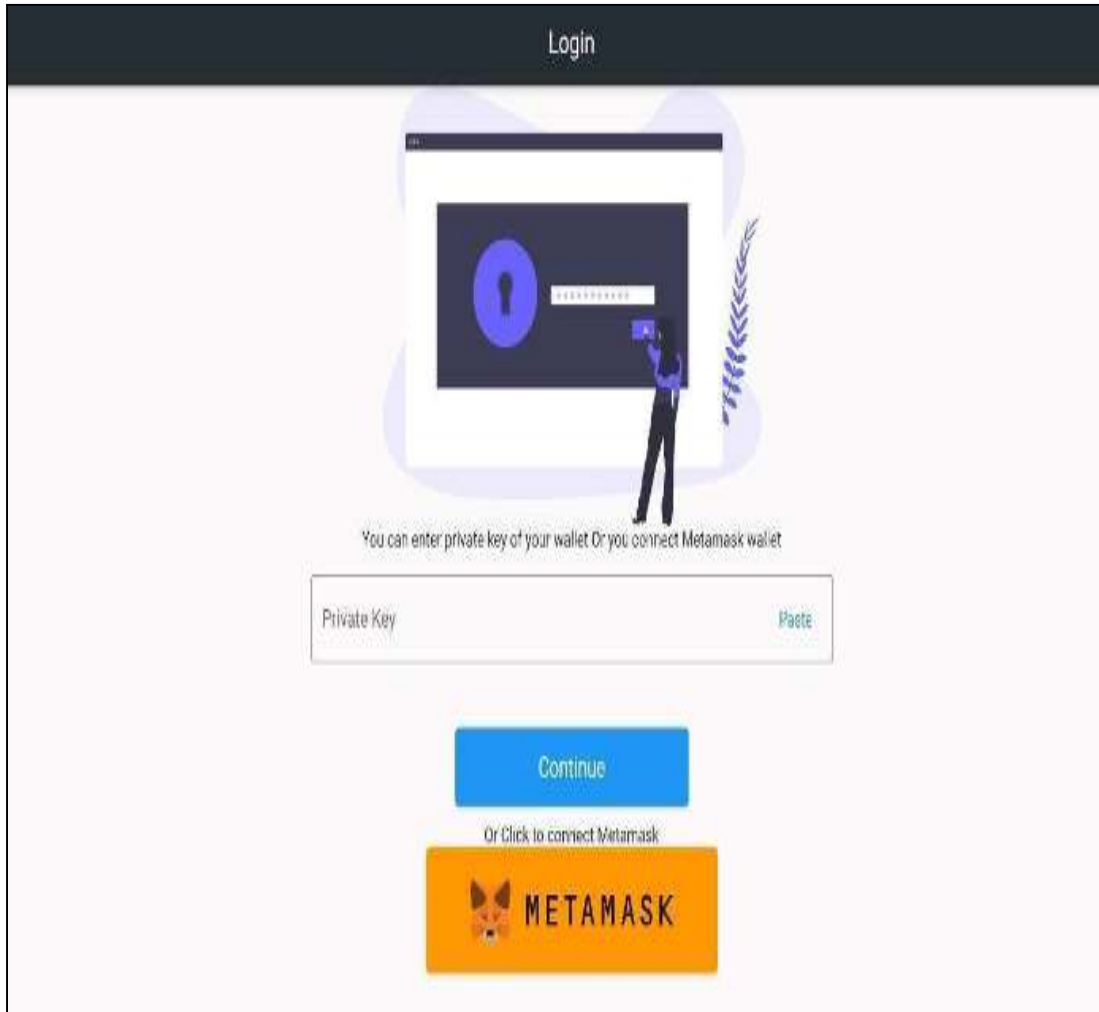 Login
You can enter private key of your wallet Or you connect Metamask wallet
Private Key
Paste
Continue
Or Click to connect Metamask
METAMASK